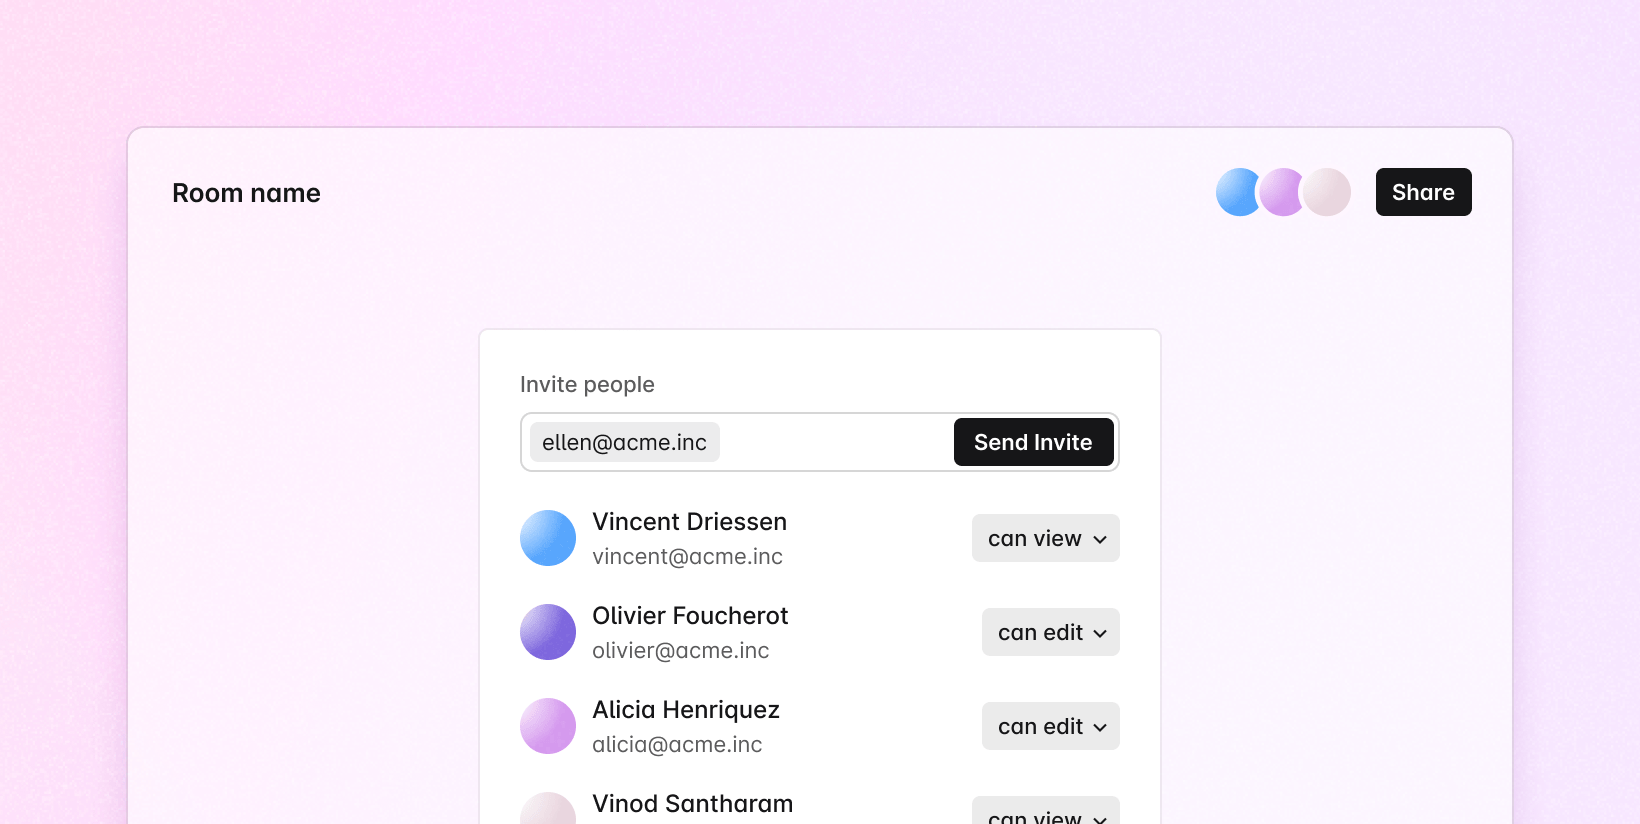 Room name
Share
Invite people
ellen@acme.inc
Send Invite
Vincent Driessen
vincent@acme.inc
can view
Olivier Foucherot
olivier@acme.inc
can edit
Alicia Henriquez
alicia@acme.inc
can edit
Vinod Santharam
can view